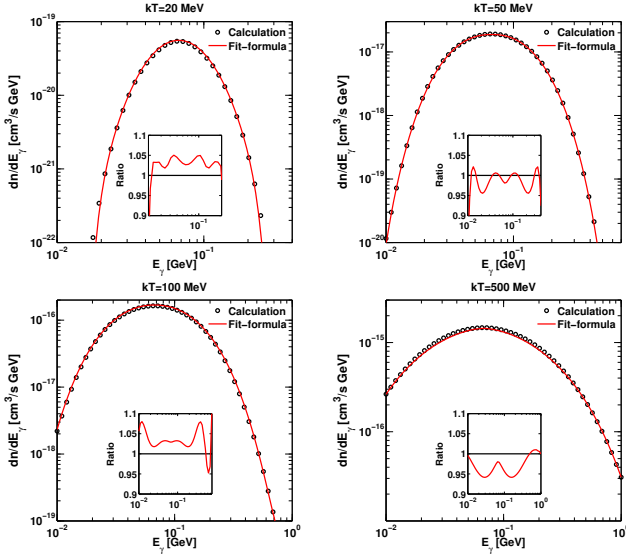 kT=20 MeV
10⁻¹⁹
10⁻²⁰
10⁻²¹
10⁻²²
dn/dE_γ [cm³/s GeV]
Calculation
Fit−formula
1.1
1.05
1
0.95
0.9
Ratio
10⁻¹
10⁻² 10⁻¹
E_γ [GeV]
kT=50 MeV
10⁻¹⁷
10⁻¹⁸
10⁻¹⁹
10⁻²⁰
dn/dE_γ [cm³/s GeV]
Calculation
Fit−formula
1.1
1.05
1
0.95
0.9
Ratio
10⁻² 10⁻¹
10⁻² 10⁻¹
E_γ [GeV]
kT=100 MeV
10⁻¹⁶
10⁻¹⁷
10⁻¹⁸
10⁻¹⁹
dn/dE_γ [cm³/s GeV]
Calculation
Fit−formula
1.1
1.05
1
0.95
0.9
Ratio
10⁻² 10⁻¹
10⁻² 10⁻¹ 10⁰
E_γ [GeV]
kT=500 MeV
10⁻¹⁵
10⁻¹⁶
dn/dE_γ [cm³/s GeV]
Calculation
Fit−formula
1.1
1.05
1
0.95
0.9
Ratio
10⁻² 10⁻¹ 10⁰
10⁻² 10⁻¹ 10⁰
E_γ [GeV]